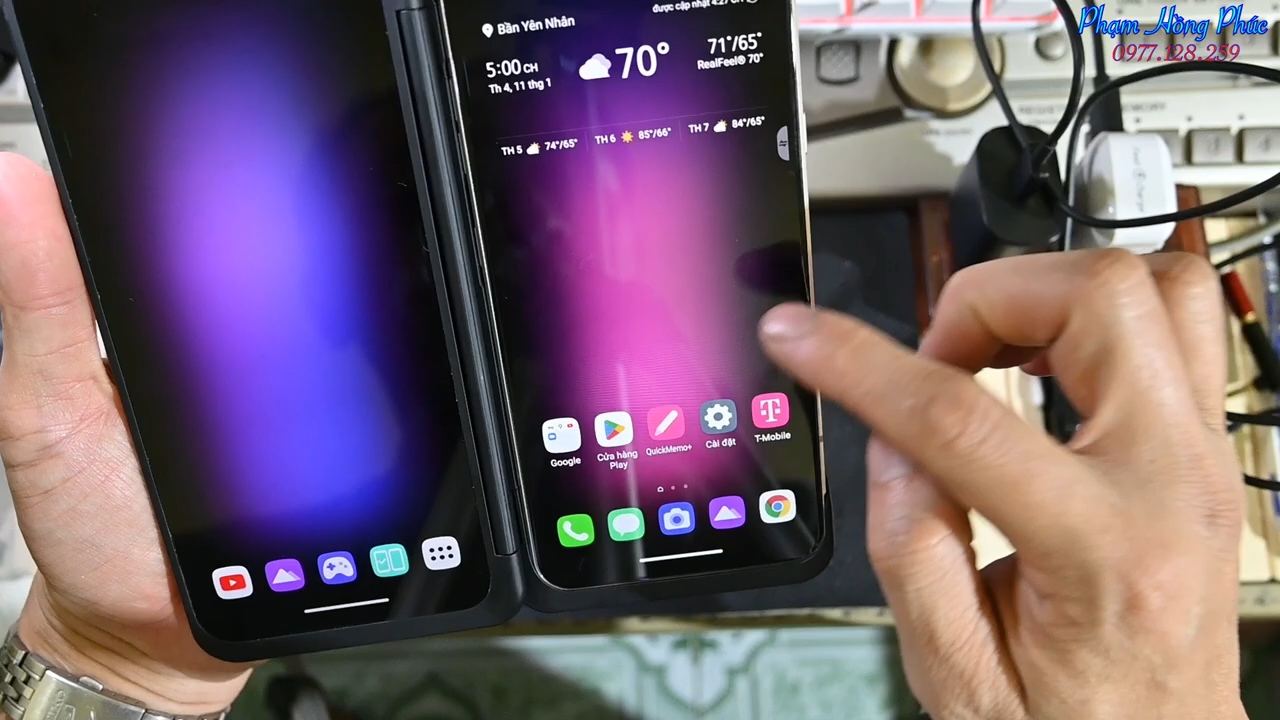 Phạm Hồng Phúc
0977.128.259
Bần Yên Nhân
5:00 CH
Th 4, 11 thg 1
70°
71°/65°
RealFeel® 70°
TH 5 74°/65°
TH 6 85°/66°
TH 7 84°/65°
Google
Cửa hàng Play
QuickMemo+
Cài đặt
T-Mobile